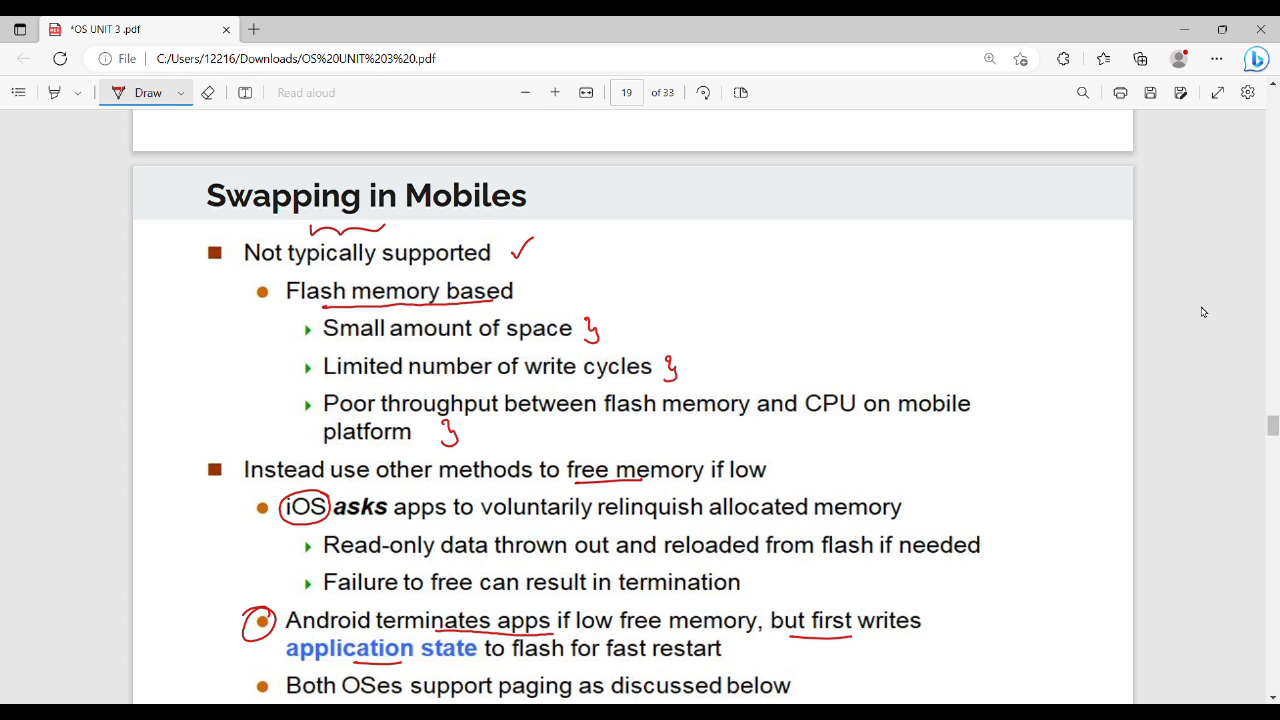 *OS UNIT 3 .pdf
File
C:/Users/12216/Downloads/OS%20UNIT%203%20.pdf
Draw
Read aloud
19
of 33
Swapping in Mobiles
Not typically supported
Flash memory based
Small amount of space
Limited number of write cycles
Poor throughput between flash memory and CPU on mobile
platform
Instead use other methods to free memory if low
iOS asks apps to voluntarily relinquish allocated memory
Read-only data thrown out and reloaded from flash if needed
Failure to free can result in termination
Android terminates apps if low free memory, but first writes
application state to flash for fast restart
Both OSes support paging as discussed below